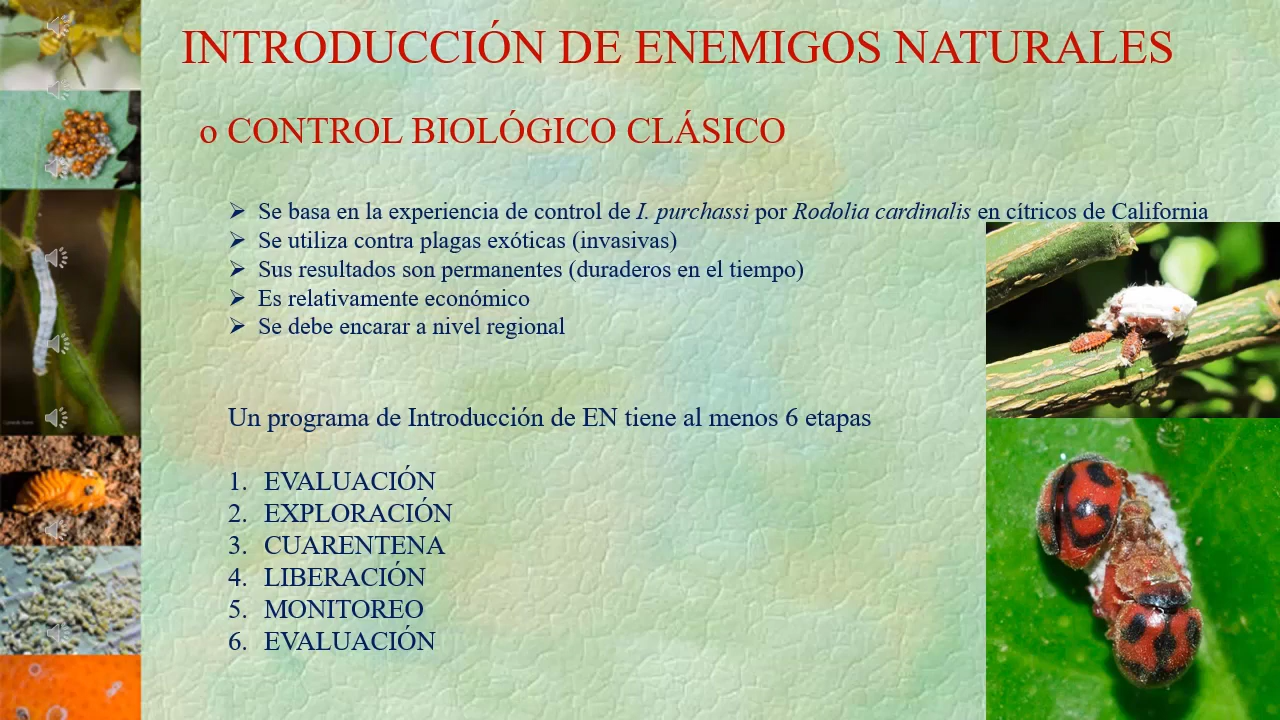 INTRODUCCIÓN DE ENEMIGOS NATURALES
o CONTROL BIOLÓGICO CLÁSICO
➢ Se basa en la experiencia de control de I. purchassi por Rodolia cardinalis en cítricos de California
➢ Se utiliza contra plagas exóticas (invasivas)
➢ Sus resultados son permanentes (duraderos en el tiempo)
➢ Es relativamente económico
➢ Se debe encarar a nivel regional
Un programa de Introducción de EN tiene al menos 6 etapas
1. EVALUACIÓN
2. EXPLORACIÓN
3. CUARENTENA
4. LIBERACIÓN
5. MONITOREO
6. EVALUACIÓN